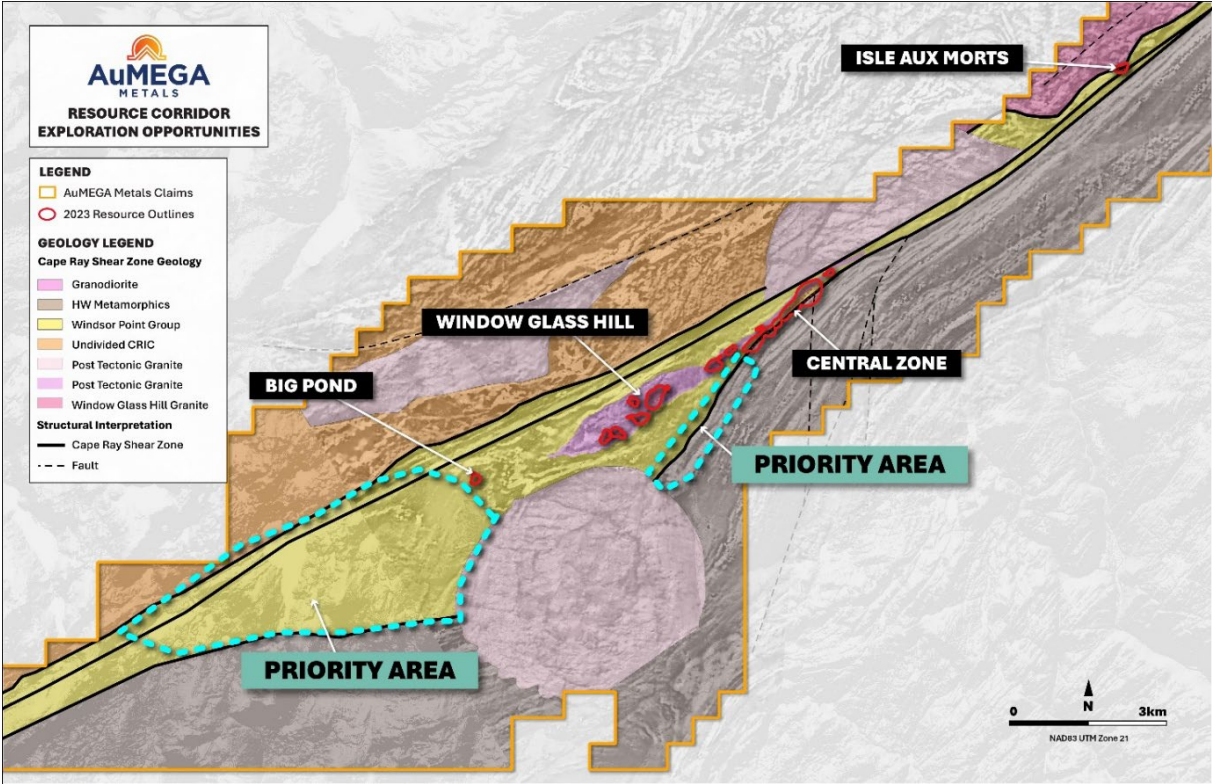 AuMEGA
METALS
RESOURCE CORRIDOR
EXPLORATION OPPORTUNITIES
LEGEND
AuMEGA Metals Claims
2023 Resource Outlines
GEOLOGY LEGEND
Cape Ray Shear Zone Geology
Granodiorite
HW Metamorphics
Windsor Point Group
Undivided CRIC
Post Tectonic Granite
Post Tectonic Granite
Window Glass Hill Granite
Structural Interpretation
Cape Ray Shear Zone
Fault
ISLE AUX MORTS
WINDOW GLASS HILL
CENTRAL ZONE
BIG POND
PRIORITY AREA
PRIORITY AREA
N
0 3km
NAD83 UTM Zone 21